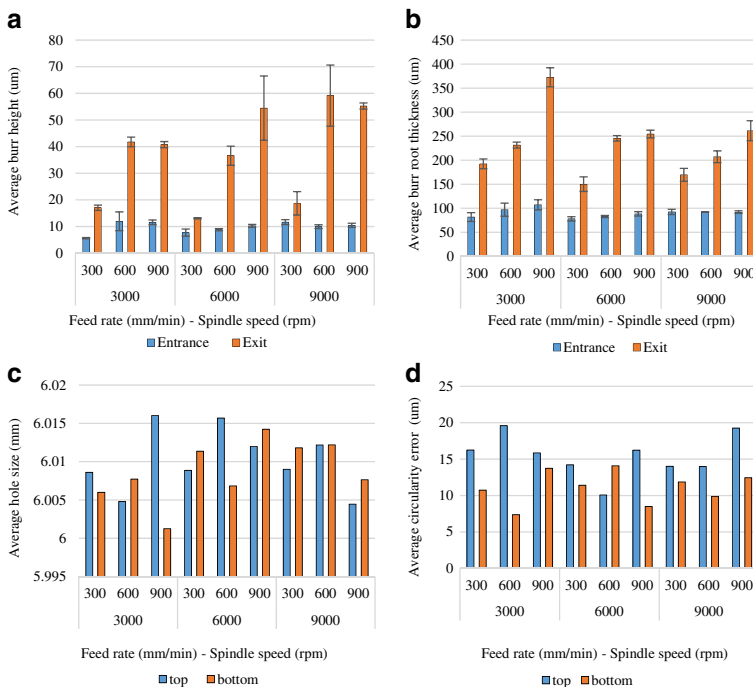 a
80
70
60
50
40
30
20
10
0
Average burr height (um)
300 600 900 300 600 900 300 600 900
3000 6000 9000
Feed rate (mm/min) - Spindle speed (rpm)
Entrance Exit
b
450
400
350
300
250
200
150
100
50
0
Average burr root thickness (um)
300 600 900 300 600 900 300 600 900
3000 6000 9000
Feed rate (mm/min) - Spindle speed (rpm)
Entrance Exit
c
6.02
6.015
6.01
6.005
6
5.995
Average hole size (mm)
300 600 900 300 600 900 300 600 900
3000 6000 9000
Feed rate (mm/min) - Spindle speed (rpm)
top bottom
d
25
20
15
10
5
0
Average circularity error (um)
300 600 900 300 600 900 300 600 900
3000 6000 9000
Feed rate (mm/min) - Spindle speed (rpm)
top bottom